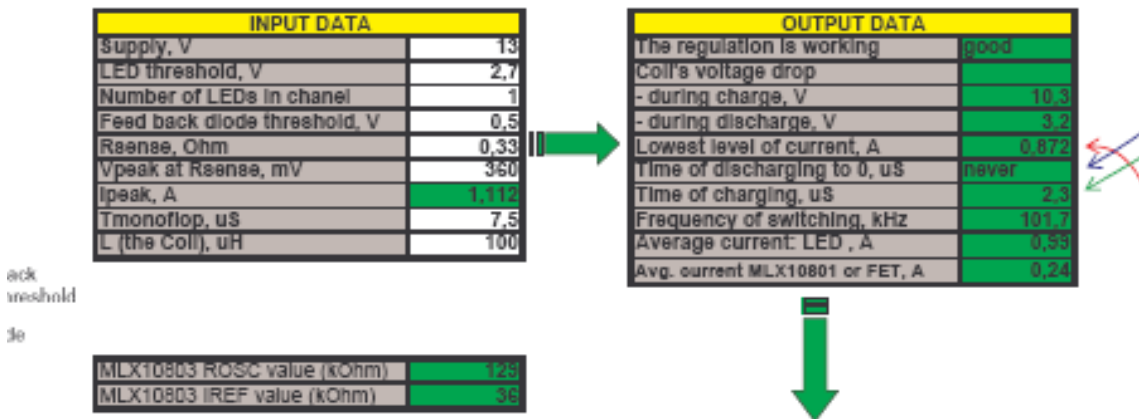 INPUT DATA
Supply, V 13
LED threshold, V 2,7
Number of LEDs in chanel 1
Feed back diode threshold, V 0,5
Rsense, Ohm 0,33
Vpeak at Rsense, mV 360
Ipeak, A 1,112
Tmonoflop, uS 7,5
L (the Coil), uH 100
OUTPUT DATA
The regulation is working good
Coil's voltage drop
- during charge, V 10,3
- during discharge, V 3,2
Lowest level of current, A 0,872
Time of discharging to 0, uS never
Time of charging, uS 2,3
Frequency of switching, kHz 101,7
Average current: LED , A 0,99
Avg. current MLX10801 or FET, A 0,24
ack
hreshold
de
MLX10803 ROSC value (kOhm) 129
MLX10803 IREF value (kOhm) 36